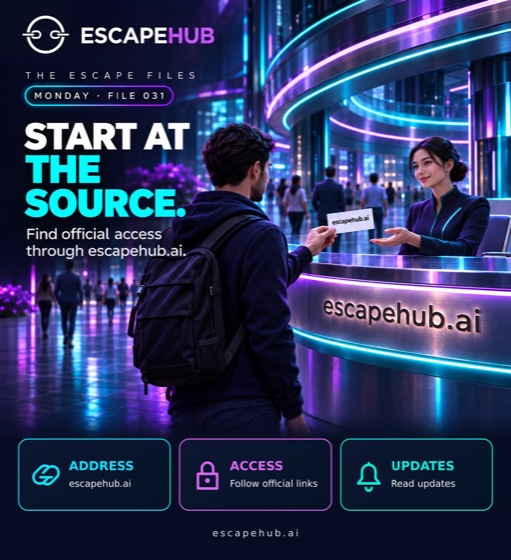 ESCAPEHUB
THE ESCAPE FILES
MONDAY · FILE 031
START AT
THE
SOURCE.
Find official access
through escapehub.ai.
escapehub.ai
escapehub.ai
ADDRESS
escapehub.ai
ACCESS
Follow official links
UPDATES
Read updates
escapehub.ai